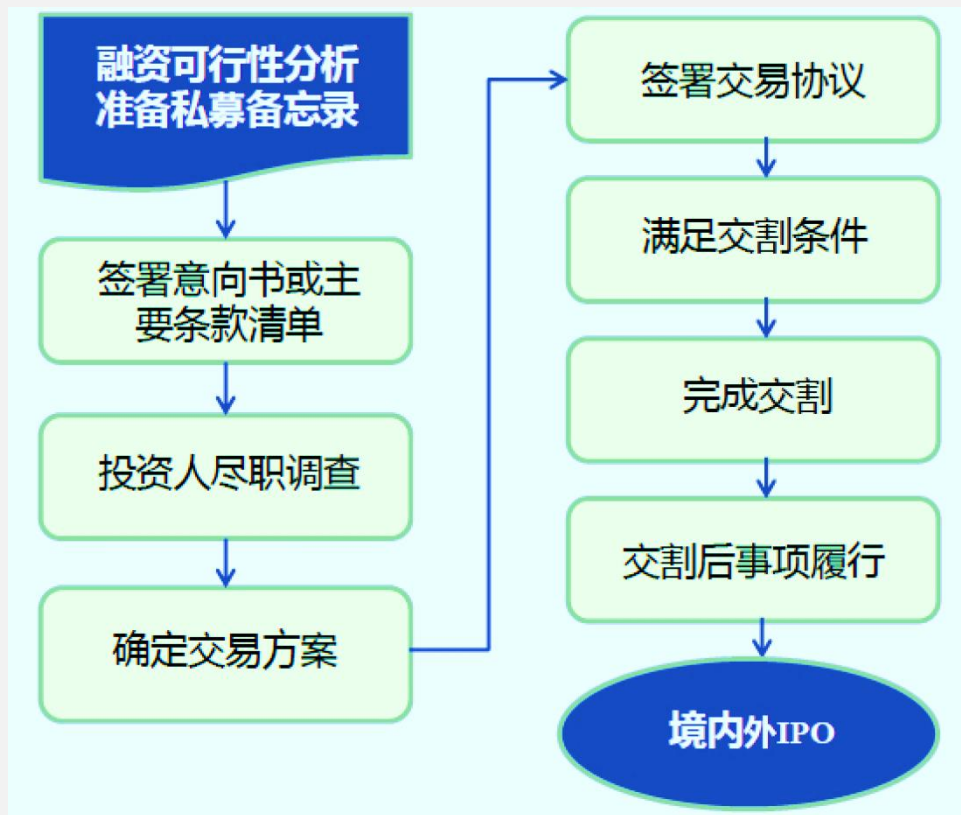 融资可行性分析
准备私募备忘录
签署意向书或主
要条款清单
投资人尽职调查
确定交易方案
签署交易协议
满足交割条件
完成交割
交割后事项履行
境内外IPO